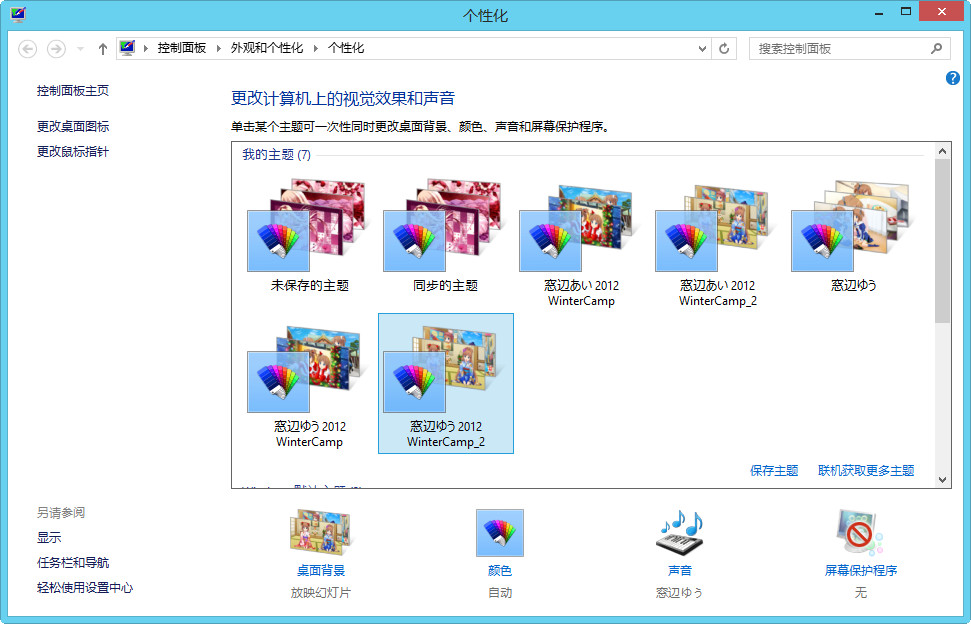 个性化
控制面板 外观和个性化 个性化
搜索控制面板
控制面板主页
更改桌面图标
更改鼠标指针
更改计算机上的视觉效果和声音
单击某个主题可一次性同时更改桌面背景、颜色、声音和屏幕保护程序。
我的主题 (7)
未保存的主题
同步的主题
窓辺あい 2012
WinterCamp
窓辺あい 2012
WinterCamp_2
窓辺ゆう
窓辺ゆう 2012
WinterCamp
窓辺ゆう 2012
WinterCamp_2
保存主题
联机获取更多主题
另请参阅
显示
任务栏和导航
轻松使用设置中心
桌面背景
放映幻灯片
颜色
自动
声音
窓辺ゆう
屏幕保护程序
无